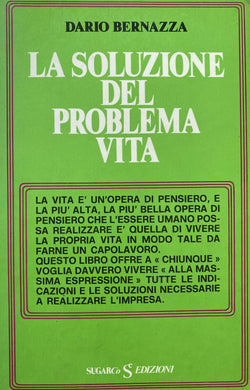 DARIO BERNAZZA
LA SOLUZIONE
DEL
PROBLEMA
VITA
LA VITA E' UN'OPERA DI PENSIERO, E
LA PIU' ALTA, LA PIU' BELLA OPERA DI
PENSIERO CHE L'ESSERE UMANO POS-
SA REALIZZARE E' QUELLA DI VIVERE
LA PROPRIA VITA IN MODO TALE DA
FARNE UN CAPOLAVORO.
QUESTO LIBRO OFFRE A « CHIUNQUE »
VOGLIA DAVVERO VIVERE « ALLA MAS-
SIMA ESPRESSIONE » TUTTE LE INDI-
CAZIONI E LE SOLUZIONI NECESSARIE
A REALIZZARE L'IMPRESA.
SUGARCo S EDIZIONI